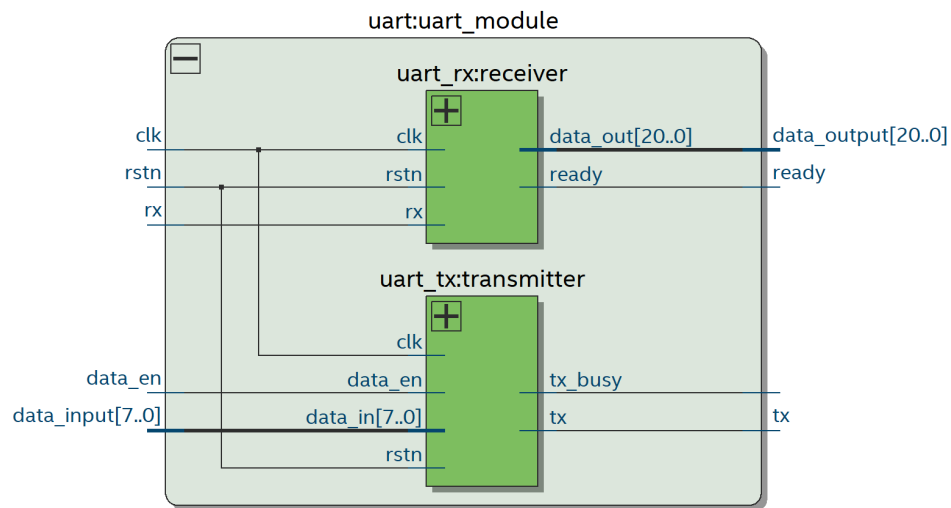 uart:uart_module
uart_rx:receiver
clk clk data_out[20..0] data_output[20..0]
rstn rstn ready ready
rx rx
uart_tx:transmitter
clk
data_en data_en tx_busy
data_input[7..0] data_in[7..0] tx tx
rstn